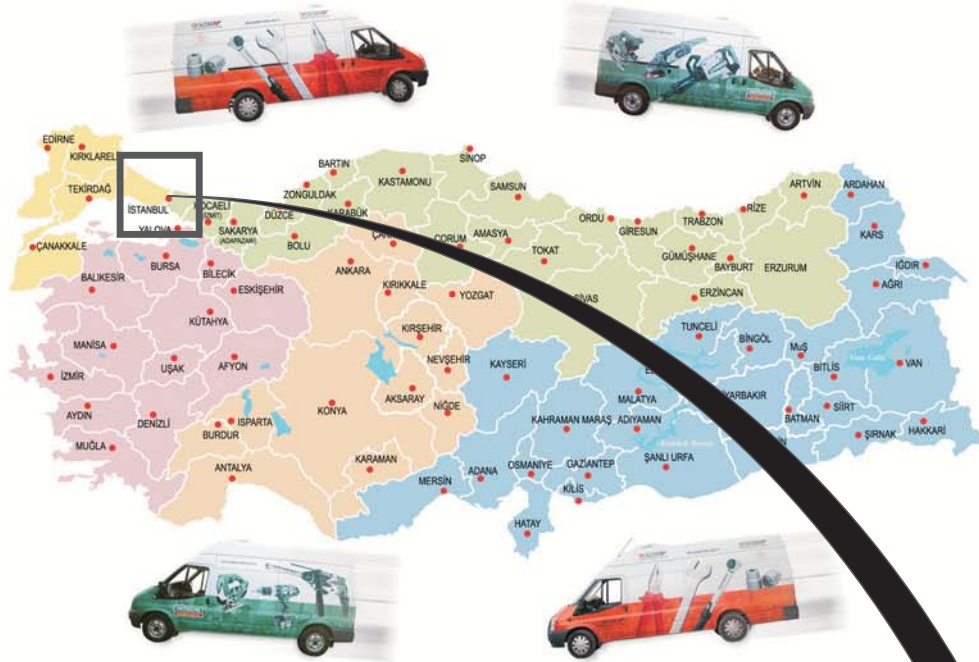 SİNOP
EDİRNE
KIRKLARELİ
BARTIN
KASTAMONU
ZONGULDAK
SAMSUN
ARTVİN
ARDAHAN
TEKİRDAĞ
İSTANBUL
KOCAELİ
(İZMİT)
DÜZCE
KARABÜK
ORDU
GİRESUN
TRABZON
RİZE
YALOVA
SAKARYA
(ADAPAZARI)
BOLU
ÇORUM
AMASYA
TOKAT
GÜMÜŞHANE
BAYBURT
ERZURUM
KARS
ÇANAKKALE
BURSA
BİLECİK
ANKARA
IĞDIR
BALIKESİR
ESKİŞEHİR
KIRIKKALE
YOZGAT
SİVAS
ERZİNCAN
AĞRI
KÜTAHYA
KIRŞEHİR
TUNCELİ
BİNGÖL
MUŞ
MANİSA
UŞAK
AFYON
NEVŞEHİR
KAYSERİ
BİTLİS
Van Gölü
VAN
İZMİR
AKSARAY
MALATYA
AYDIN
DENİZLİ
ISPARTA
KONYA
NİĞDE
KAHRAMAN MARAŞ
ADIYAMAN
BATMAN
SİİRT
HAKKARİ
MUĞLA
BURDUR
ŞIRNAK
ANTALYA
KARAMAN
MERSİN
ADANA
OSMANİYE
GAZİANTEP
ŞANLI URFA
KİLİS
HATAY
HITACHI